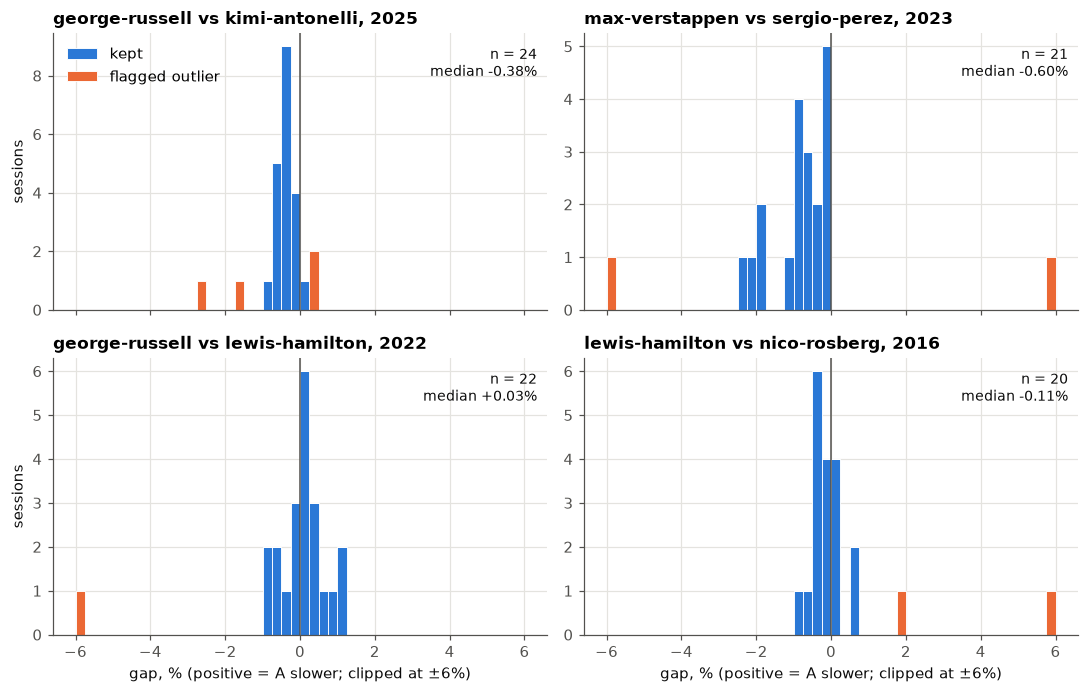 george-russell vs kimi-antonelli, 2025
kept
flagged outlier
n = 24
median -0.38%
sessions
8
6
4
2
0
max-verstappen vs sergio-perez, 2023
n = 21
median -0.60%
5
4
3
2
1
0
george-russell vs lewis-hamilton, 2022
n = 22
median +0.03%
sessions
6
5
4
3
2
1
0
−6 −4 −2 0 2 4 6
gap, % (positive = A slower; clipped at ±6%)
lewis-hamilton vs nico-rosberg, 2016
n = 20
median -0.11%
6
5
4
3
2
1
0
−6 −4 −2 0 2 4 6
gap, % (positive = A slower; clipped at ±6%)